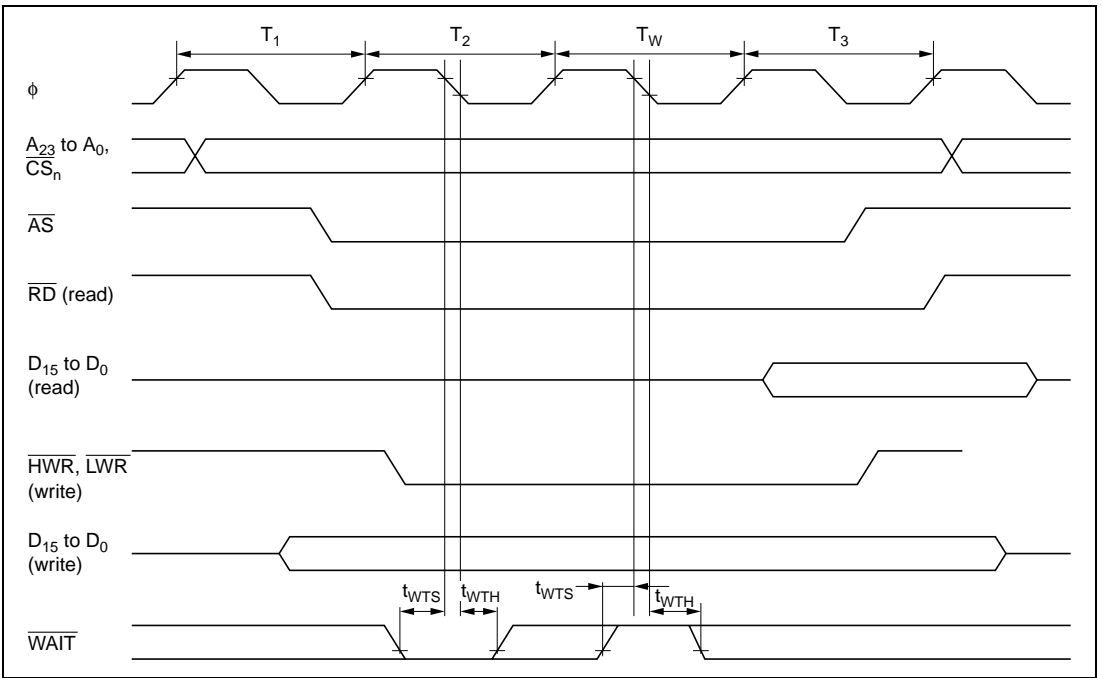 T1 T2 TW T3
ϕ
A23 to A0,
CSn
AS
RD (read)
D15 to D0
(read)
HWR, LWR
(write)
D15 to D0
(write)
tWTS tWTH tWTS tWTH
WAIT